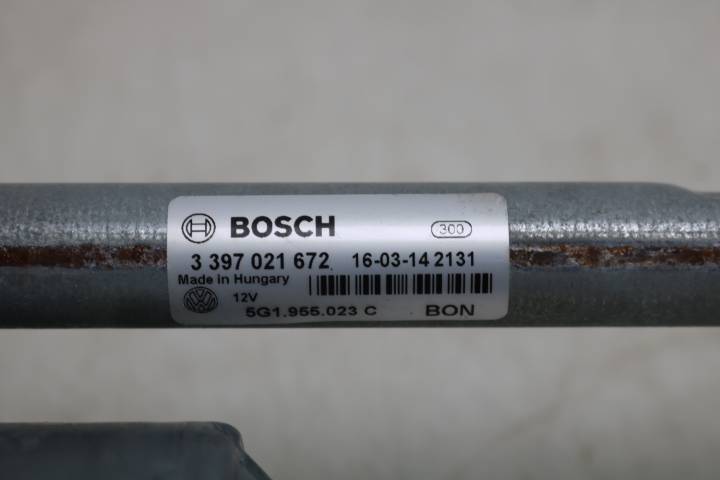 BOSCH 300
3 397 021 672 16-03-14 2131
Made in Hungary
12V
5G1.955.023 C BON